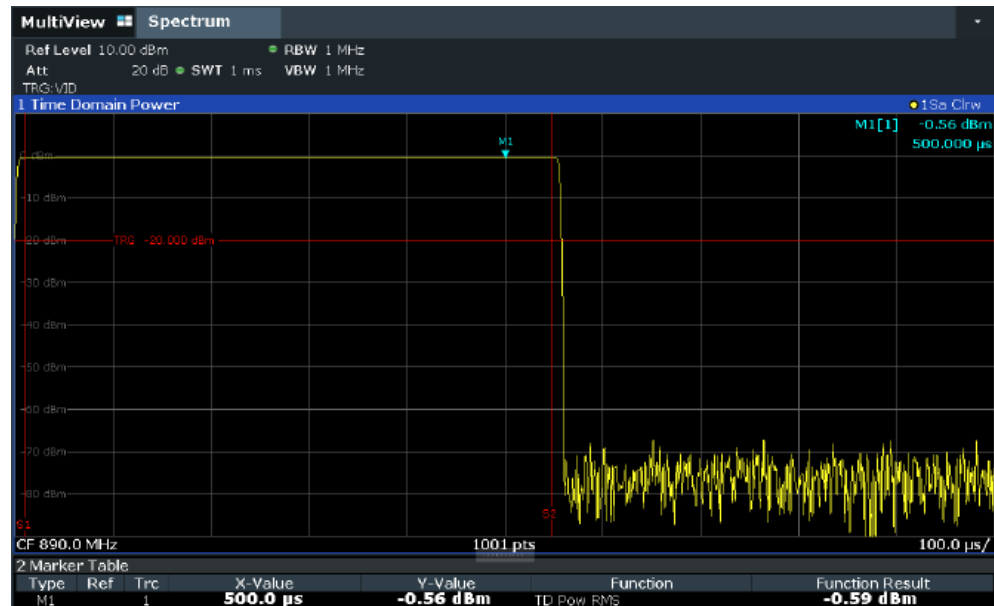 MultiView Spectrum
Ref Level 10.00 dBm RBW 1 MHz
Att 20 dB SWT 1 ms VBW 1 MHz
TRG:VID
1 Time Domain Power 1Sa Clrw
M1[1] -0.56 dBm
500.000 µs
M1
0 dBm
-10 dBm
-20 dBm TRG -20.000 dBm
-30 dBm
-40 dBm
-50 dBm
-60 dBm
-70 dBm
-80 dBm
S1 S2
CF 890.0 MHz 1001 pts 100.0 µs/
2 Marker Table
Type Ref Trc X-Value Y-Value Function Function Result
M1 1 500.0 µs -0.56 dBm TD Pow RMS -0.59 dBm